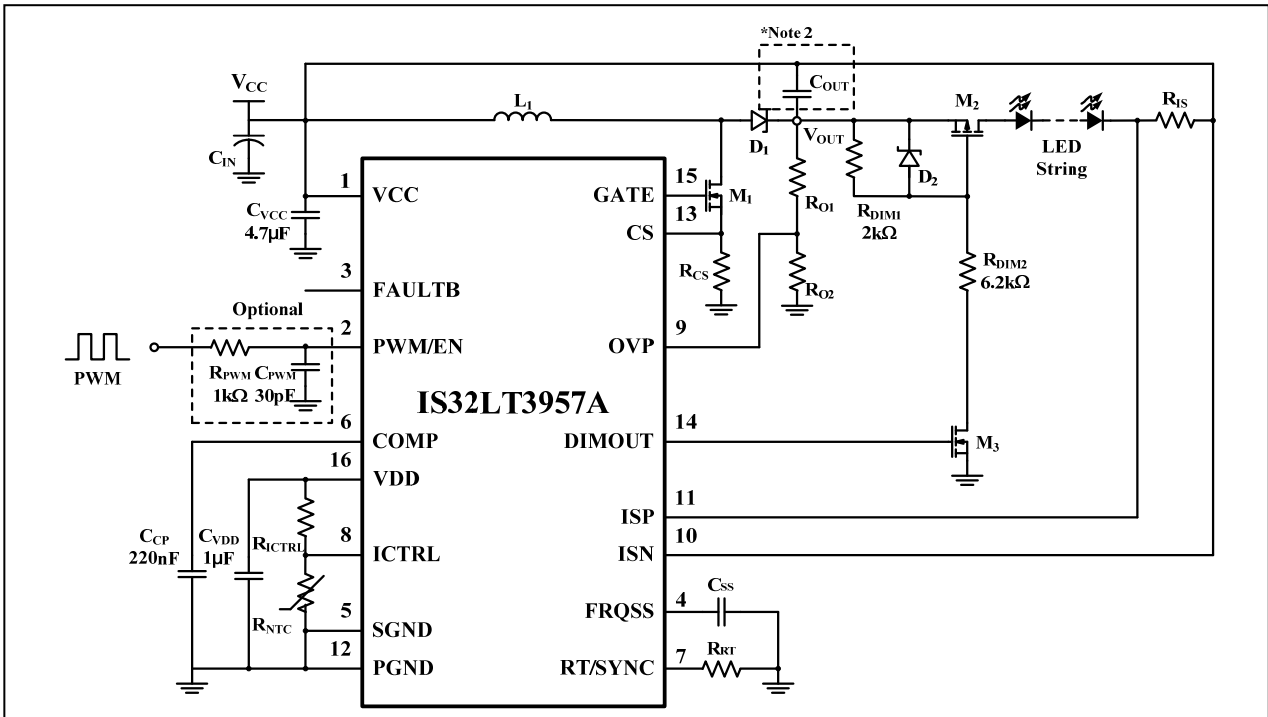 *Note 2
VCC
L1
COUT
M2
RIS
CIN
D1
VOUT
D2
LED
String
1
VCC
GATE
15
M1
RO1
CVCC
4.7µF
CS
13
RDIM1
2kΩ
3
FAULTB
RCS
RO2
RDIM2
6.2kΩ
Optional
2
PWM/EN
OVP
9
PWM
RPWM
CPWM
1kΩ
30pF
IS32LT3957A
6
COMP
DIMOUT
14
M3
16
VDD
ISP
11
CCP
220nF
CVDD
1µF
RICTRL
8
ICTRL
ISN
10
CSS
FRQSS
4
RNTC
5
SGND
RRT
12
PGND
RT/SYNC
7